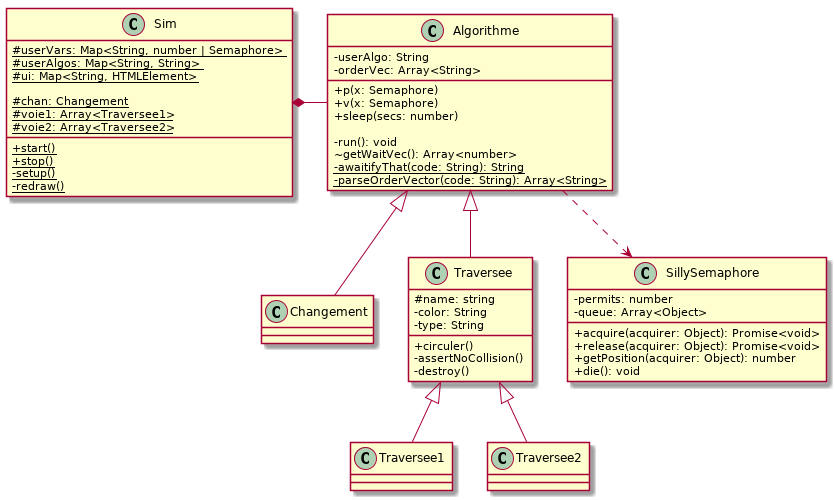 C Sim
#userVars: Map<String, number | Semaphore>
#userAlgos: Map<String, String>
#ui: Map<String, HTMLElement>
#chan: Changement
#voie1: Array<Traversee1>
#voie2: Array<Traversee2>
+start()
+stop()
-setup()
-redraw()
C Algorithme
-userAlgo: String
-orderVec: Array<String>
+p(x: Semaphore)
+v(x: Semaphore)
+sleep(secs: number)
-run(): void
~getWaitVec(): Array<number>
-awaitifyThat(code: String): String
-parseOrderVector(code: String): Array<String>
C Changement
C Traversee
#name: string
-color: String
-type: String
+circuler()
-assertNoCollision()
-destroy()
C SillySemaphore
-permits: number
-queue: Array<Object>
+acquire(acquirer: Object): Promise<void>
+release(acquirer: Object): Promise<void>
+getPosition(acquirer: Object): number
+die(): void
C Traversee1
C Traversee2